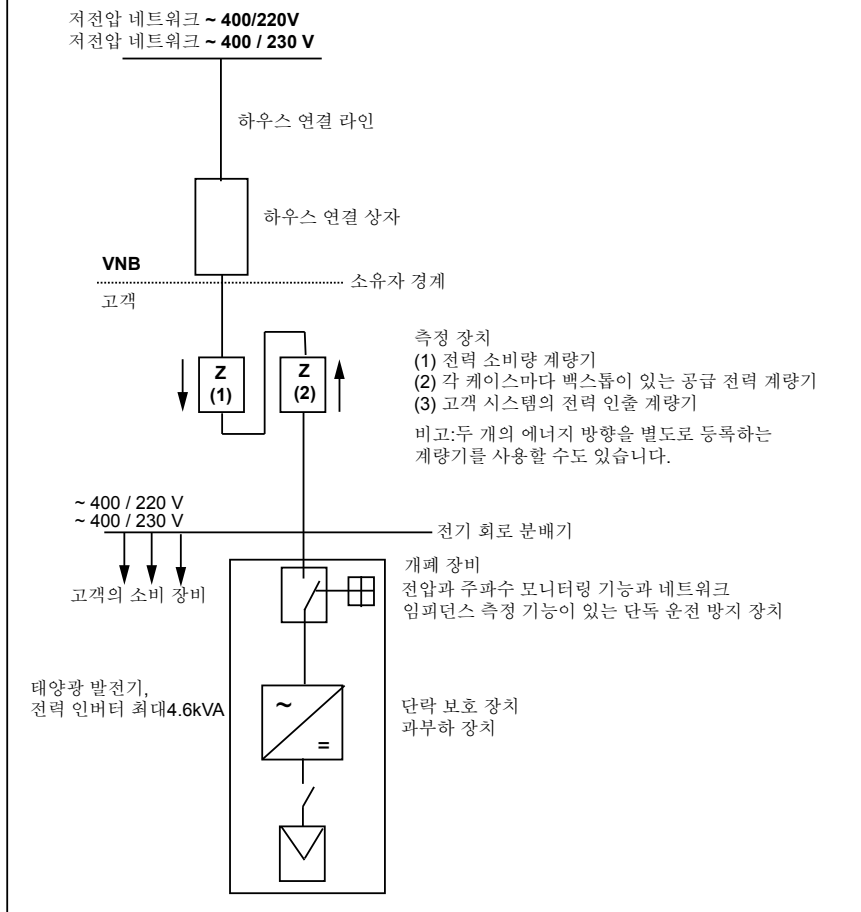 저전압 네트워크 ~ 400/220V
저전압 네트워크 ~ 400 / 230 V
하우스 연결 라인
하우스 연결 상자
VNB
소유자 경계
고객
측정 장치
(1) 전력 소비량 계량기
(2) 각 케이스마다 백스톱이 있는 공급 전력 계량기
(3) 고객 시스템의 전력 인출 계량기
비고:두 개의 에너지 방향을 별도로 등록하는
계량기를 사용할 수도 있습니다.
Z
(1)
Z
(2)
~ 400 / 220 V
~ 400 / 230 V
전기 회로 분배기
고객의 소비 장비
개폐 장비
전압과 주파수 모니터링 기능과 네트워크
임피던스 측정 기능이 있는 단독 운전 방지 장치
태양광 발전기,
전력 인버터 최대4.6kVA
~
=
단락 보호 장치
과부하 장치